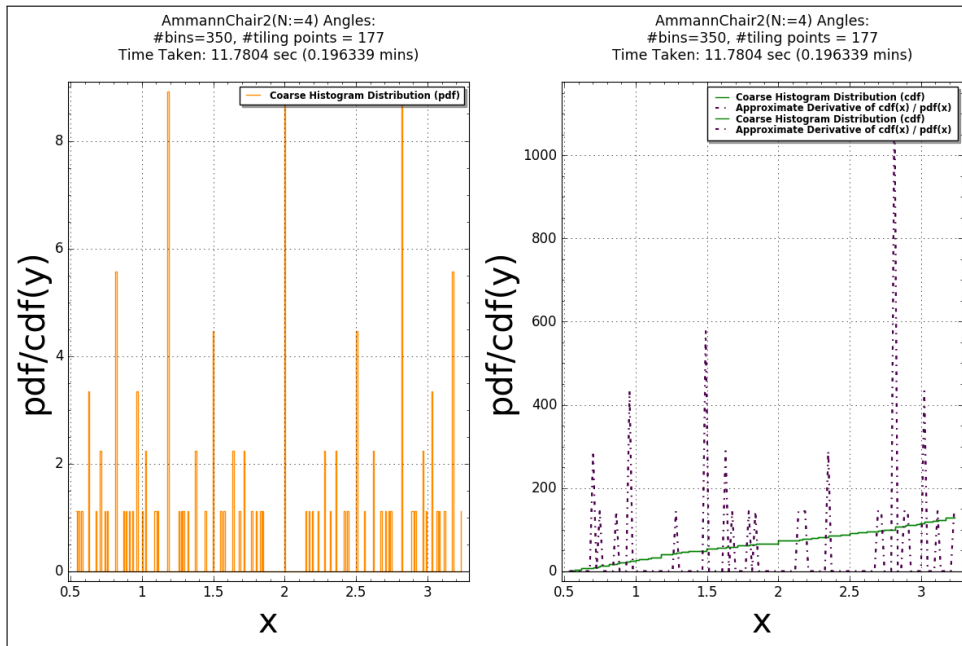 AmmannChair2(N:=4) Angles:
#bins=350, #tiling points = 177
Time Taken: 11.7804 sec (0.196339 mins)
Coarse Histogram Distribution (pdf)
8
6
4
2
0
0.5 1 1.5 2 2.5 3
pdf/cdf(y)
x
AmmannChair2(N:=4) Angles:
#bins=350, #tiling points = 177
Time Taken: 11.7804 sec (0.196339 mins)
Coarse Histogram Distribution (cdf)
Approximate Derivative of cdf(x) / pdf(x)
Coarse Histogram Distribution (cdf)
Approximate Derivative of cdf(x) / pdf(x)
1000
800
600
400
200
0
0.5 1 1.5 2 2.5 3
pdf/cdf(y)
x